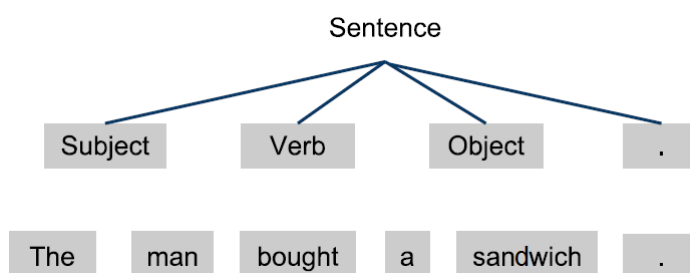 Sentence
Subject Verb Object .
The man bought a sandwich .